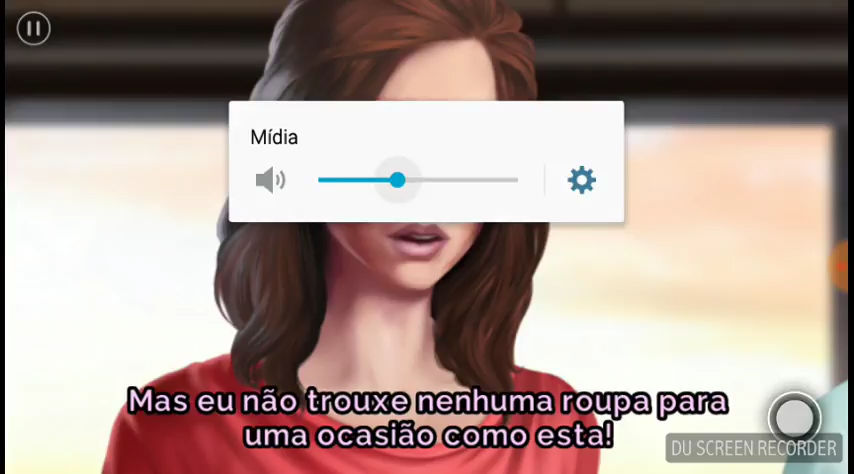 Mídia
Mas eu não trouxe nenhuma roupa para
uma ocasião como esta!
DU SCREEN RECORDER